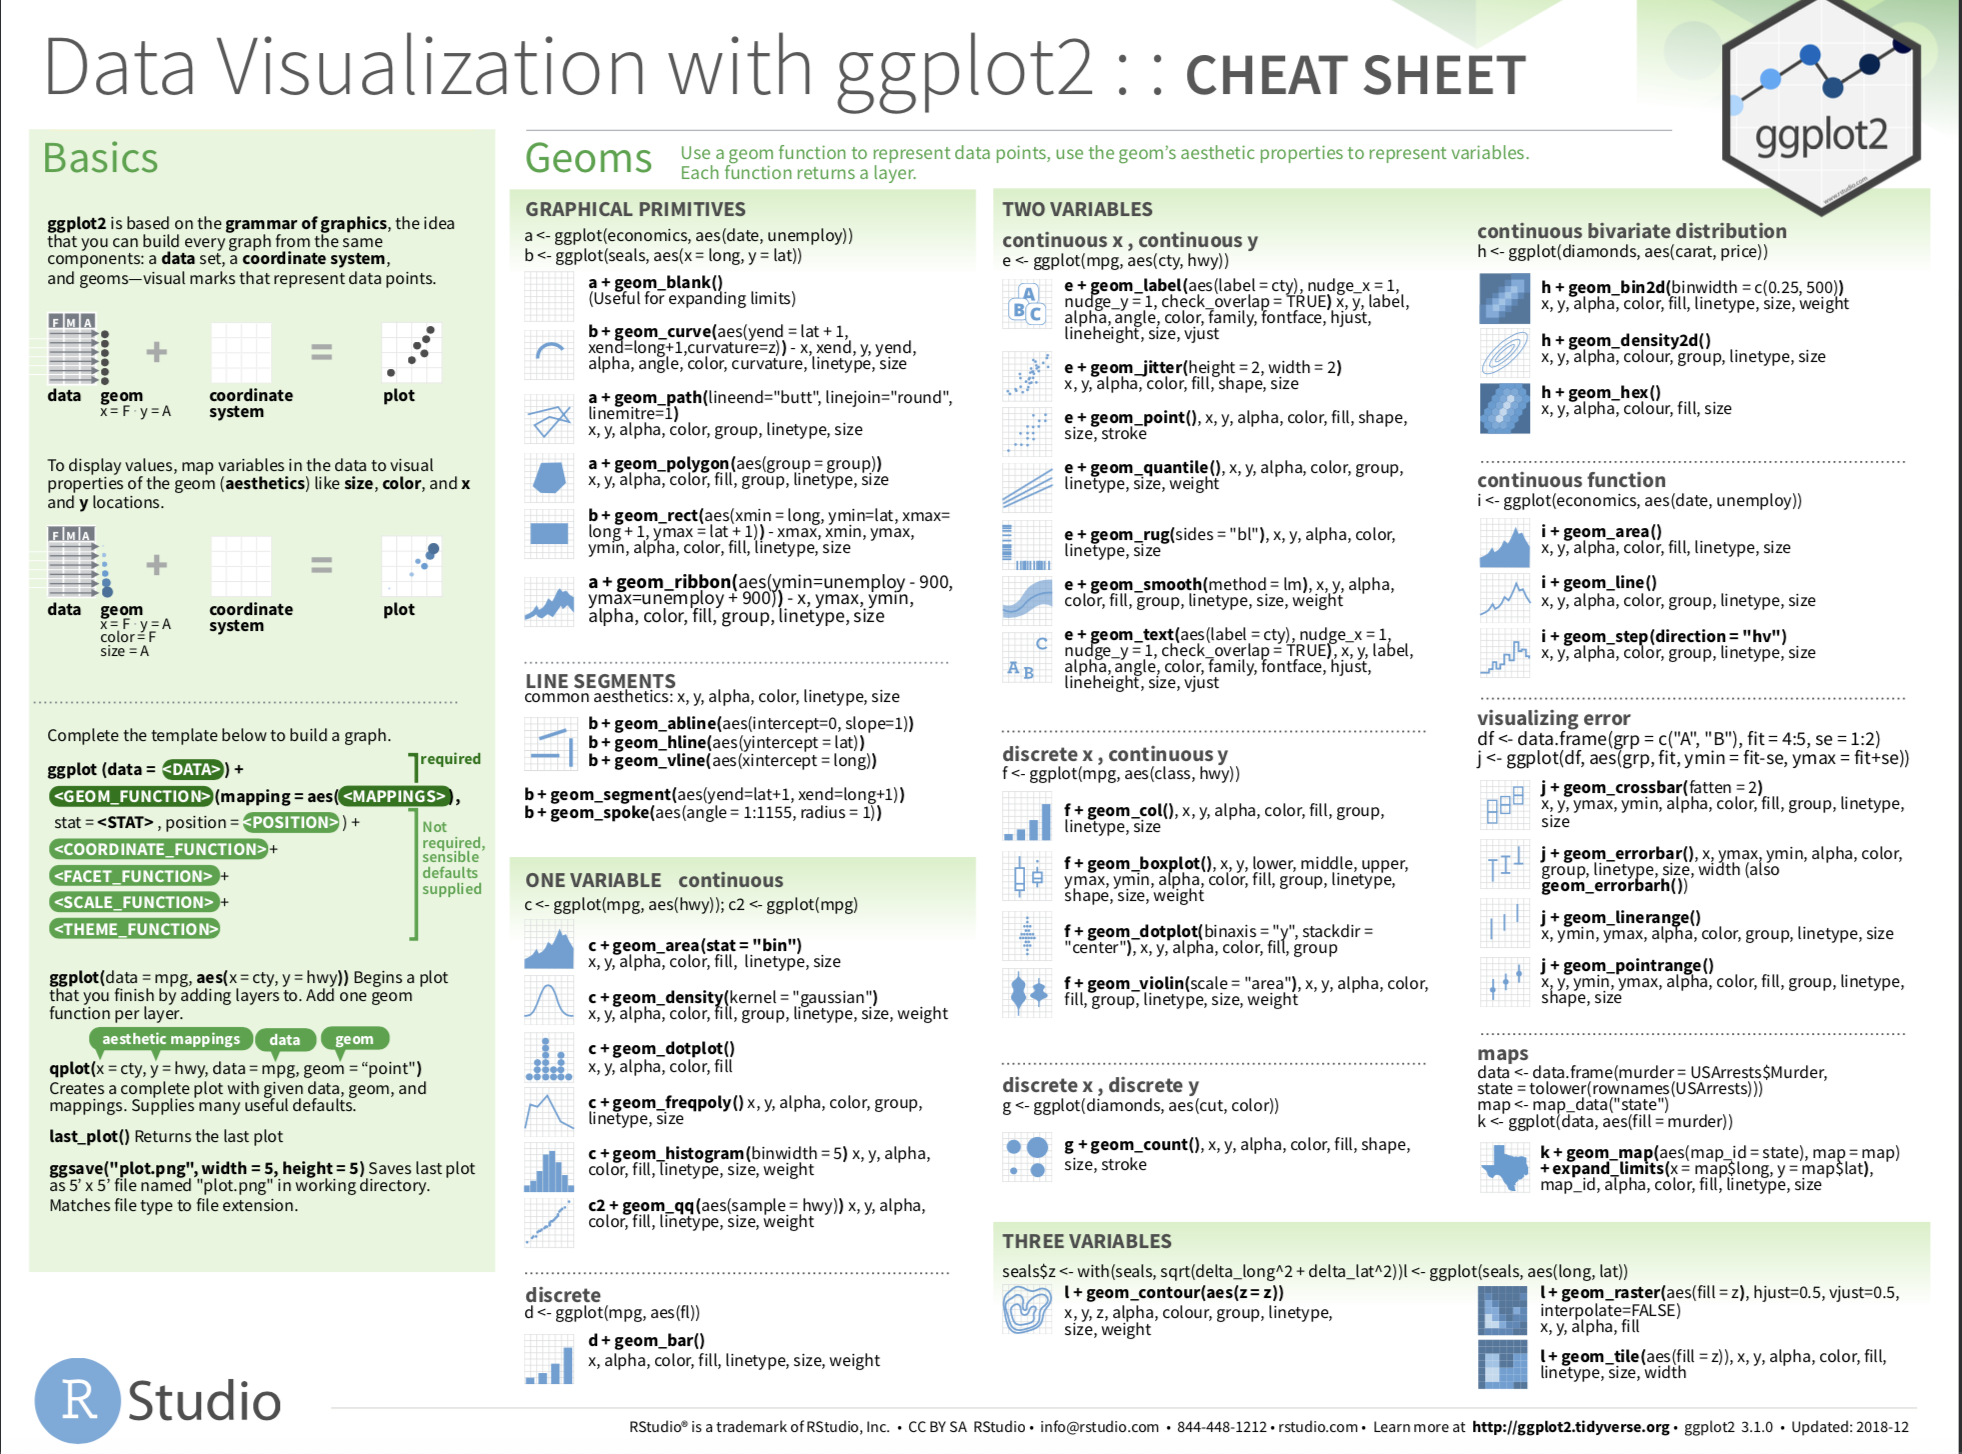 Data Visualization with ggplot2 : : CHEAT SHEET
ggplot2
www.rstudio.com
Basics
ggplot2 is based on the grammar of graphics, the idea
that you can build every graph from the same
components: a data set, a coordinate system,
and geoms—visual marks that represent data points.
F M A
+
=
data geom
x = F · y = A
coordinate
system
plot
To display values, map variables in the data to visual
properties of the geom (aesthetics) like size, color, and x
and y locations.
F M A
+
=
data geom
x = F · y = A
color = F
size = A
coordinate
system
plot
Complete the template below to build a graph.
required
ggplot (data = <DATA>) +
<GEOM_FUNCTION>(mapping = aes(<MAPPINGS>),
stat = <STAT> , position = <POSITION>) +
<COORDINATE_FUNCTION>+
<FACET_FUNCTION>+
<SCALE_FUNCTION>+
<THEME_FUNCTION>
Not
required,
sensible
defaults
supplied
ggplot(data = mpg, aes(x = cty, y = hwy)) Begins a plot
that you finish by adding layers to. Add one geom
function per layer.
aesthetic mappings data geom
qplot(x = cty, y = hwy, data = mpg, geom = “point”)
Creates a complete plot with given data, geom, and
mappings. Supplies many useful defaults.
last_plot() Returns the last plot
ggsave("plot.png", width = 5, height = 5) Saves last plot
as 5’ x 5’ file named "plot.png" in working directory.
Matches file type to file extension.
Geoms
Use a geom function to represent data points, use the geom’s aesthetic properties to represent variables.
Each function returns a layer.
GRAPHICAL PRIMITIVES
a <- ggplot(economics, aes(date, unemploy))
b <- ggplot(seals, aes(x = long, y = lat))
a + geom_blank()
(Useful for expanding limits)
b + geom_curve(aes(yend = lat + 1,
xend=long+1,curvature=z)) - x, xend, y, yend,
alpha, angle, color, curvature, linetype, size
a + geom_path(lineend="butt", linejoin="round",
linemitre=1)
x, y, alpha, color, group, linetype, size
a + geom_polygon(aes(group = group))
x, y, alpha, color, fill, group, linetype, size
b + geom_rect(aes(xmin = long, ymin=lat, xmax=
long + 1, ymax = lat + 1)) - xmax, xmin, ymax,
ymin, alpha, color, fill, linetype, size
a + geom_ribbon(aes(ymin=unemploy - 900,
ymax=unemploy + 900)) - x, ymax, ymin,
alpha, color, fill, group, linetype, size
LINE SEGMENTS
common aesthetics: x, y, alpha, color, linetype, size
b + geom_abline(aes(intercept=0, slope=1))
b + geom_hline(aes(yintercept = lat))
b + geom_vline(aes(xintercept = long))
b + geom_segment(aes(yend=lat+1, xend=long+1))
b + geom_spoke(aes(angle = 1:1155, radius = 1))
ONE VARIABLE continuous
c <- ggplot(mpg, aes(hwy)); c2 <- ggplot(mpg)
c + geom_area(stat = "bin")
x, y, alpha, color, fill, linetype, size
c + geom_density(kernel = "gaussian")
x, y, alpha, color, fill, group, linetype, size, weight
c + geom_dotplot()
x, y, alpha, color, fill
c + geom_freqpoly() x, y, alpha, color, group,
linetype, size
c + geom_histogram(binwidth = 5) x, y, alpha,
color, fill, linetype, size, weight
c2 + geom_qq(aes(sample = hwy)) x, y, alpha,
color, fill, linetype, size, weight
discrete
d <- ggplot(mpg, aes(fl))
d + geom_bar()
x, alpha, color, fill, linetype, size, weight
TWO VARIABLES
continuous x , continuous y
e <- ggplot(mpg, aes(cty, hwy))
A
B C
e + geom_label(aes(label = cty), nudge_x = 1,
nudge_y = 1, check_overlap = TRUE) x, y, label,
alpha, angle, color, family, fontface, hjust,
lineheight, size, vjust
e + geom_jitter(height = 2, width = 2)
x, y, alpha, color, fill, shape, size
e + geom_point(), x, y, alpha, color, fill, shape,
size, stroke
e + geom_quantile(), x, y, alpha, color, group,
linetype, size, weight
e + geom_rug(sides = "bl"), x, y, alpha, color,
linetype, size
e + geom_smooth(method = lm), x, y, alpha,
color, fill, group, linetype, size, weight
C
A B
e + geom_text(aes(label = cty), nudge_x = 1,
nudge_y = 1, check_overlap = TRUE), x, y, label,
alpha, angle, color, family, fontface, hjust,
lineheight, size, vjust
discrete x , continuous y
f <- ggplot(mpg, aes(class, hwy))
f + geom_col(), x, y, alpha, color, fill, group,
linetype, size
f + geom_boxplot(), x, y, lower, middle, upper,
ymax, ymin, alpha, color, fill, group, linetype,
shape, size, weight
f + geom_dotplot(binaxis = "y", stackdir =
"center"), x, y, alpha, color, fill, group
f + geom_violin(scale = "area"), x, y, alpha, color,
fill, group, linetype, size, weight
discrete x , discrete y
g <- ggplot(diamonds, aes(cut, color))
g + geom_count(), x, y, alpha, color, fill, shape,
size, stroke
continuous bivariate distribution
h <- ggplot(diamonds, aes(carat, price))
h + geom_bin2d(binwidth = c(0.25, 500))
x, y, alpha, color, fill, linetype, size, weight
h + geom_density2d()
x, y, alpha, colour, group, linetype, size
h + geom_hex()
x, y, alpha, colour, fill, size
continuous function
i <- ggplot(economics, aes(date, unemploy))
i + geom_area()
x, y, alpha, color, fill, linetype, size
i + geom_line()
x, y, alpha, color, group, linetype, size
i + geom_step(direction = "hv")
x, y, alpha, color, group, linetype, size
visualizing error
df <- data.frame(grp = c("A", "B"), fit = 4:5, se = 1:2)
j <- ggplot(df, aes(grp, fit, ymin = fit-se, ymax = fit+se))
j + geom_crossbar(fatten = 2)
x, y, ymax, ymin, alpha, color, fill, group, linetype,
size
j + geom_errorbar(), x, ymax, ymin, alpha, color,
group, linetype, size, width (also
geom_errorbarh())
j + geom_linerange()
x, ymin, ymax, alpha, color, group, linetype, size
j + geom_pointrange()
x, y, ymin, ymax, alpha, color, fill, group, linetype,
shape, size
maps
data <- data.frame(murder = USArrests$Murder,
state = tolower(rownames(USArrests)))
map <- map_data("state")
k <- ggplot(data, aes(fill = murder))
k + geom_map(aes(map_id = state), map = map)
+ expand_limits(x = map$long, y = map$lat),
map_id, alpha, color, fill, linetype, size
THREE VARIABLES
seals$z <- with(seals, sqrt(delta_long^2 + delta_lat^2))l <- ggplot(seals, aes(long, lat))
l + geom_contour(aes(z = z))
x, y, z, alpha, colour, group, linetype,
size, weight
l + geom_raster(aes(fill = z), hjust=0.5, vjust=0.5,
interpolate=FALSE)
x, y, alpha, fill
l + geom_tile(aes(fill = z)), x, y, alpha, color, fill,
linetype, size, width
R Studio
RStudio® is a trademark of RStudio, Inc. • CC BY SA RStudio • info@rstudio.com • 844-448-1212 • rstudio.com • Learn more at http://ggplot2.tidyverse.org • ggplot2 3.1.0 • Updated: 2018-12